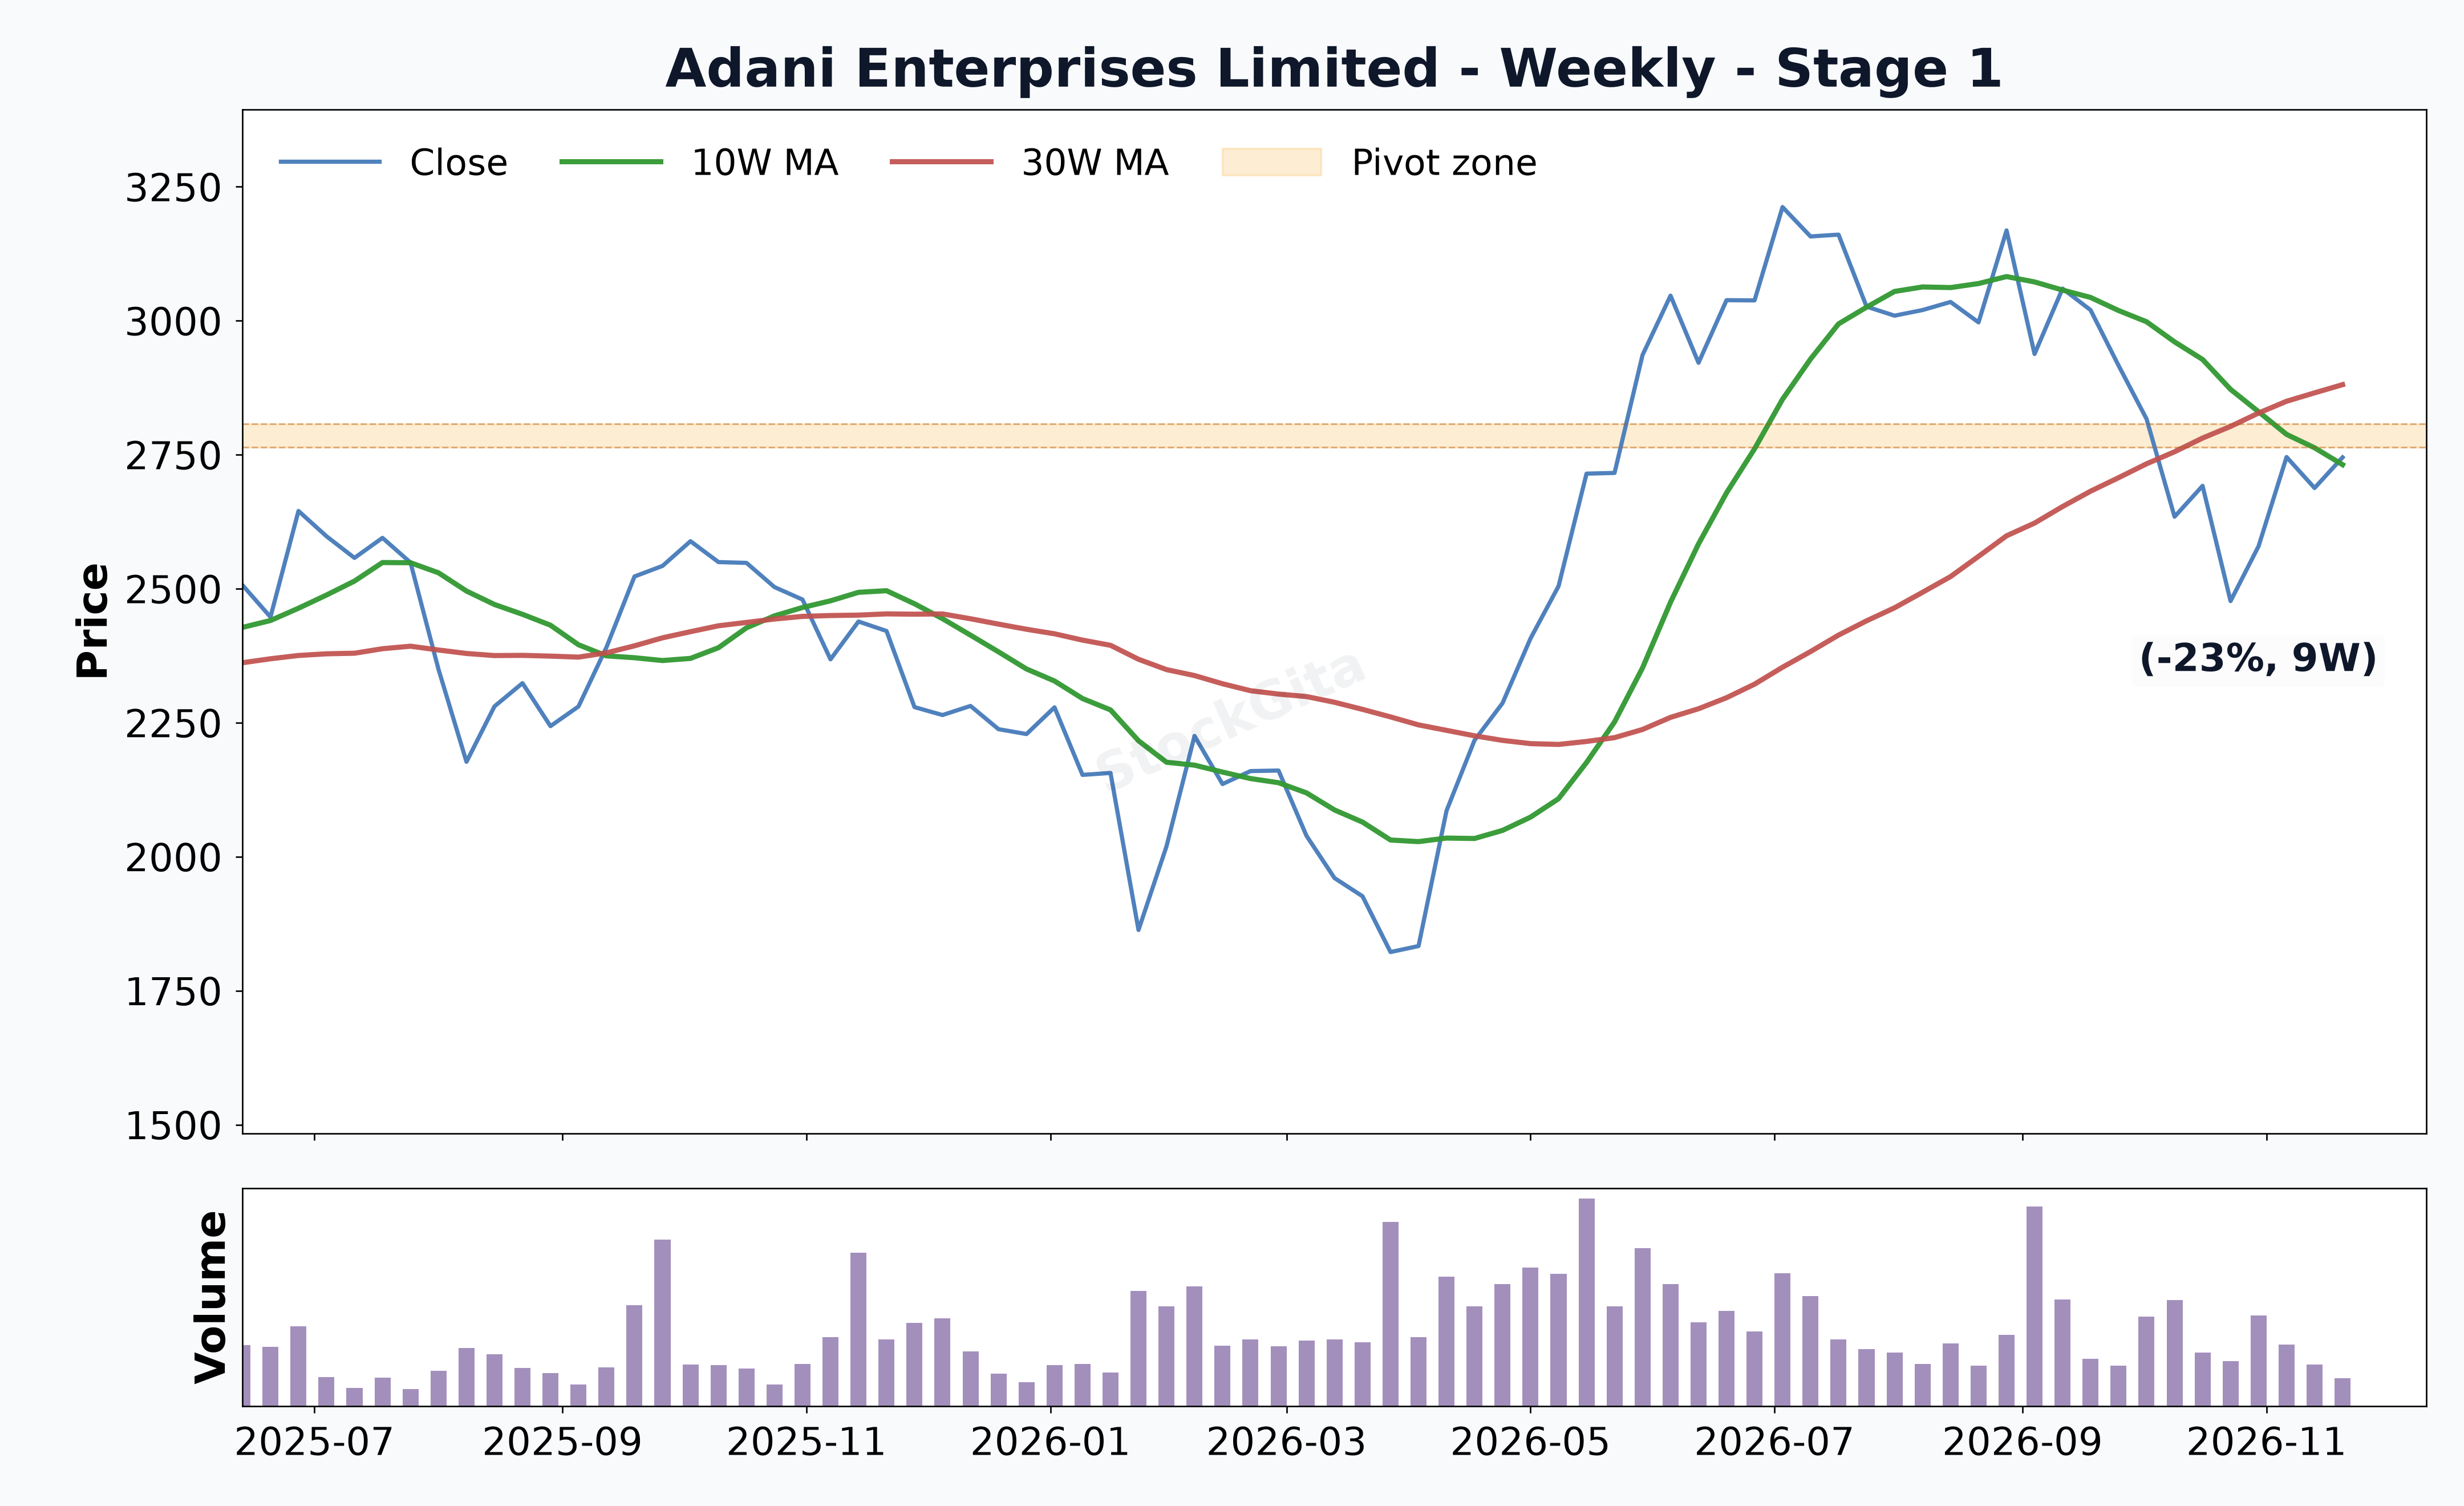 Adani Enterprises Limited - Weekly - Stage 1
Close 10W MA 30W MA Pivot zone
3250
3000
2750
2500
2250
2000
1750
1500
Price
(-23%, 9W)
StockGita
Volume
2025-07 2025-09 2025-11 2026-01 2026-03 2026-05 2026-07 2026-09 2026-11